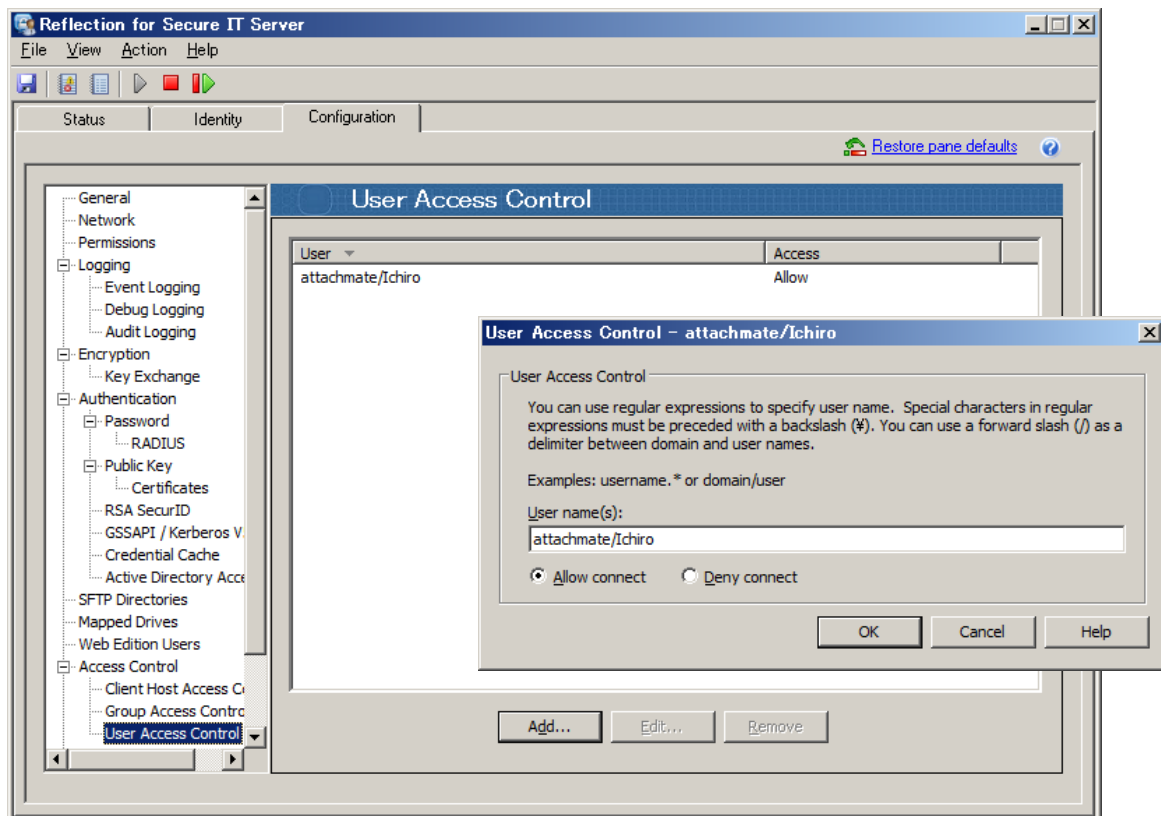 Reflection for Secure IT Server
File View Action Help
Status Identity Configuration
Restore pane defaults
General
Network
Permissions
Logging
Event Logging
Debug Logging
Audit Logging
Encryption
Key Exchange
Authentication
Password
RADIUS
Public Key
Certificates
RSA SecurID
GSSAPI / Kerberos V
Credential Cache
Active Directory Acce
SFTP Directories
Mapped Drives
Web Edition Users
Access Control
Client Host Access C
Group Access Contro
User Access Control
User Access Control
User Access
attachmate/Ichiro Allow
User Access Control - attachmate/Ichiro
User Access Control
You can use regular expressions to specify user name. Special characters in regular
expressions must be preceded with a backslash (¥). You can use a forward slash (/) as a
delimiter between domain and user names.
Examples: username.* or domain/user
User name(s):
attachmate/Ichiro
Allow connect Deny connect
OK Cancel Help
Add... Edit... Remove